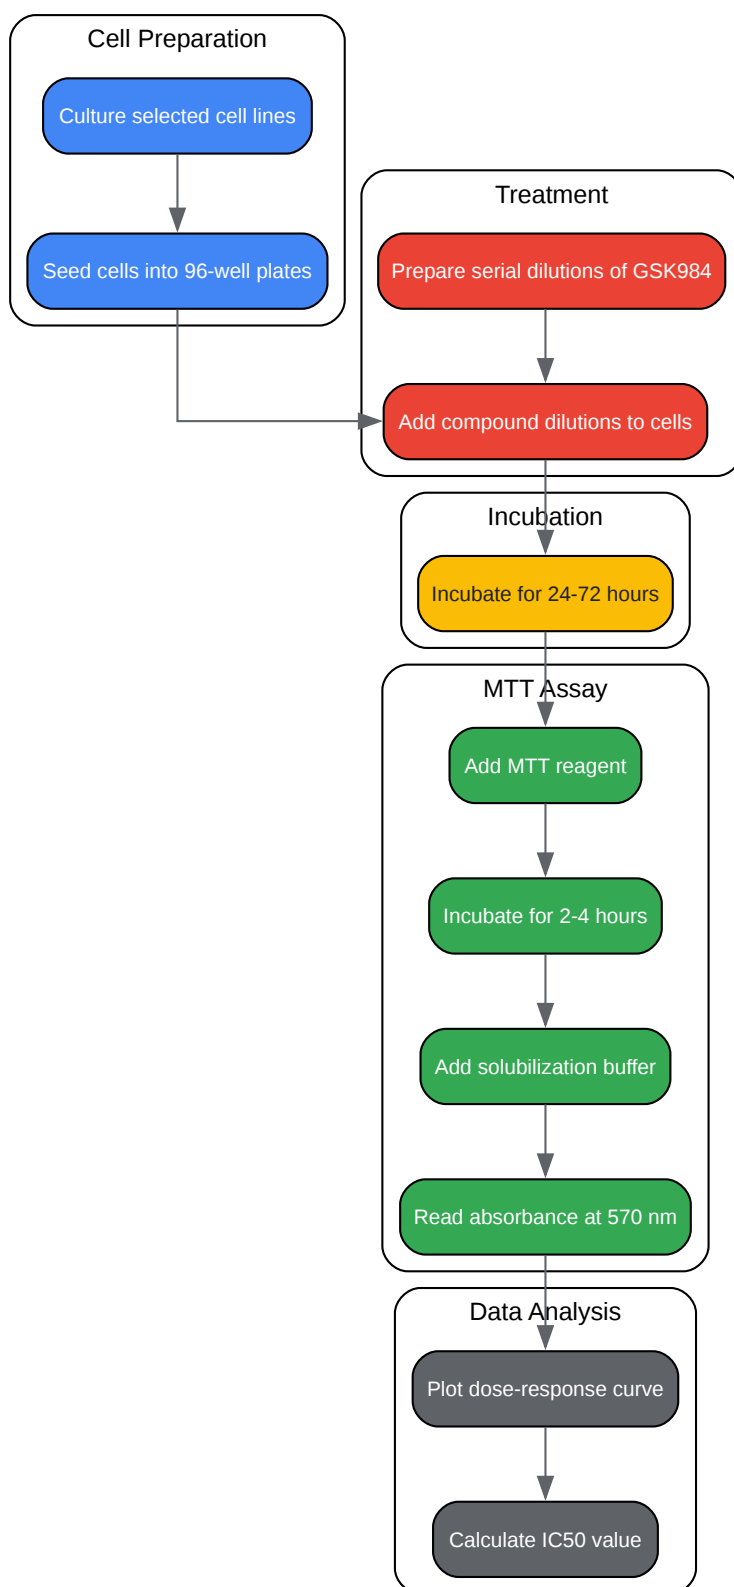 Cell Preparation
Culture selected cell lines
Seed cells into 96-well plates
Treatment
Prepare serial dilutions of GSK984
Add compound dilutions to cells
Incubation
Incubate for 24-72 hours
MTT Assay
Add MTT reagent
Incubate for 2-4 hours
Add solubilization buffer
Read absorbance at 570 nm
Data Analysis
Plot dose-response curve
Calculate IC50 value